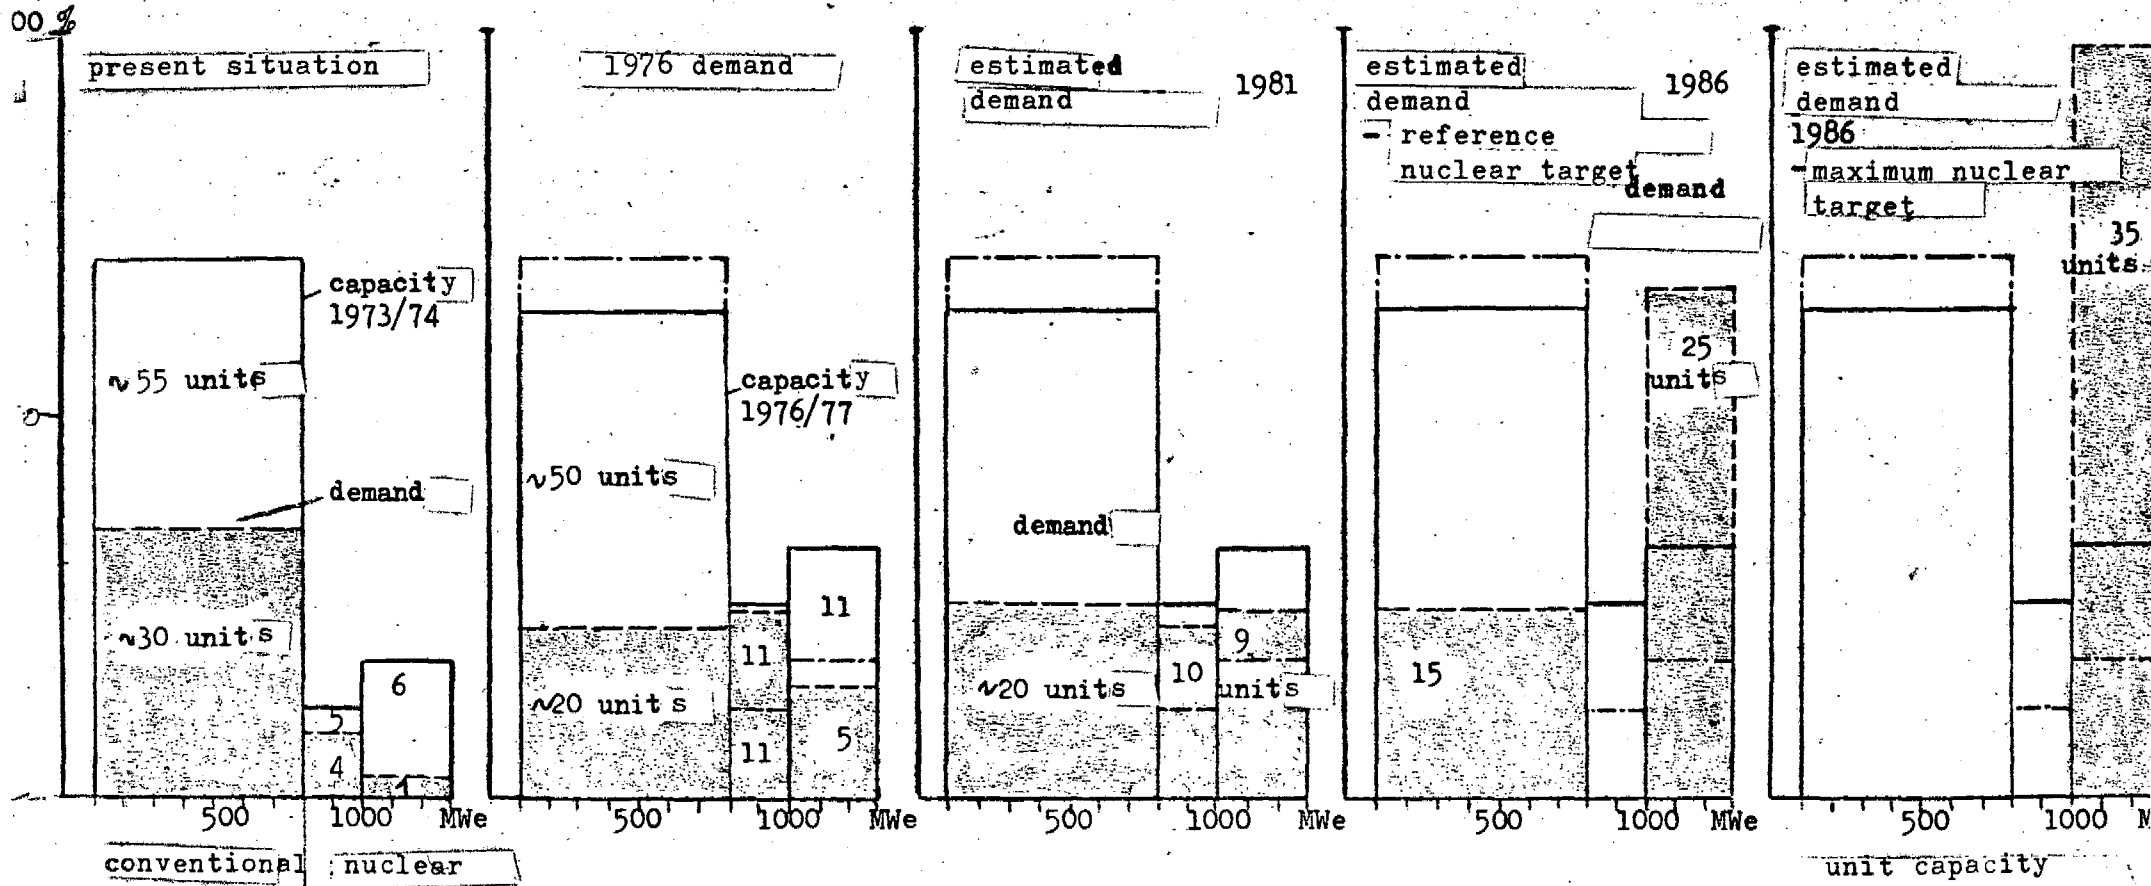 00 %
present situation
capacity
1973/74
~55 units
demand
~30 units
5
4
6
1
500 1000 MWe
conventional nuclear
1976 demand
capacity
1976/77
~50 units
~20 units
11
11
11
5
500 1000 MWe
estimated
demand
1981
demand
~20 units
10
9
units
500 1000 MWe
estimated
demand
1986
- reference
nuclear target
demand
25
units
15
500 1000 MWe
estimated
demand
1986
- maximum nuclear
target
35
units
500 1000 M
unit capacity